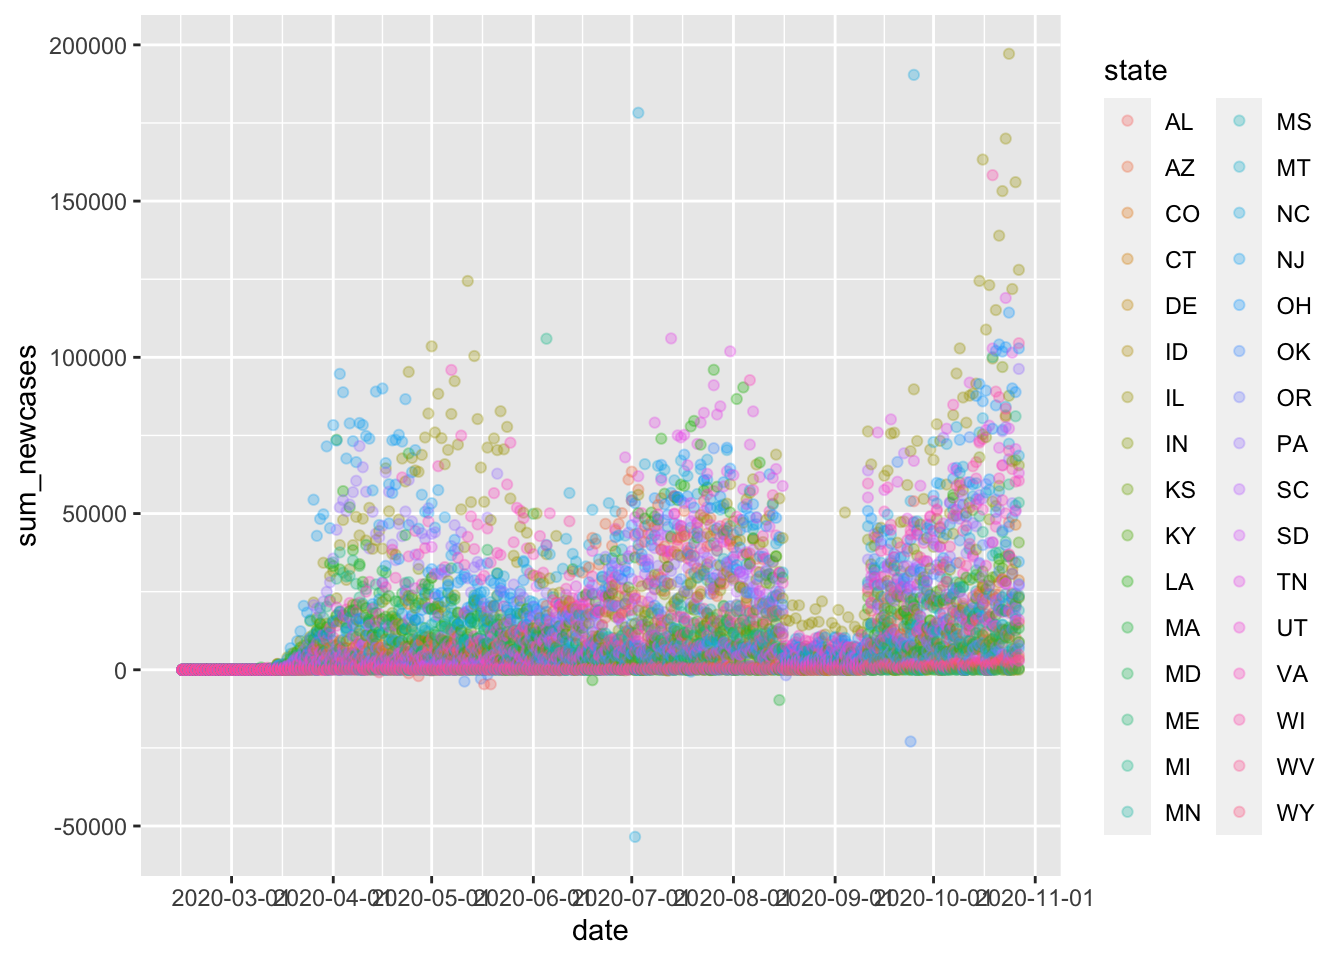 200000
150000
100000
50000
0
-50000
sum_newcases
2020-03-01
2020-04-01
2020-05-01
2020-06-01
2020-07-01
2020-08-01
2020-09-01
2020-10-01
2020-11-01
date
state
AL
AZ
CO
CT
DE
ID
IL
IN
KS
KY
LA
MA
MD
ME
MI
MN
MS
MT
NC
NJ
OH
OK
OR
PA
SC
SD
TN
UT
VA
WI
WV
WY